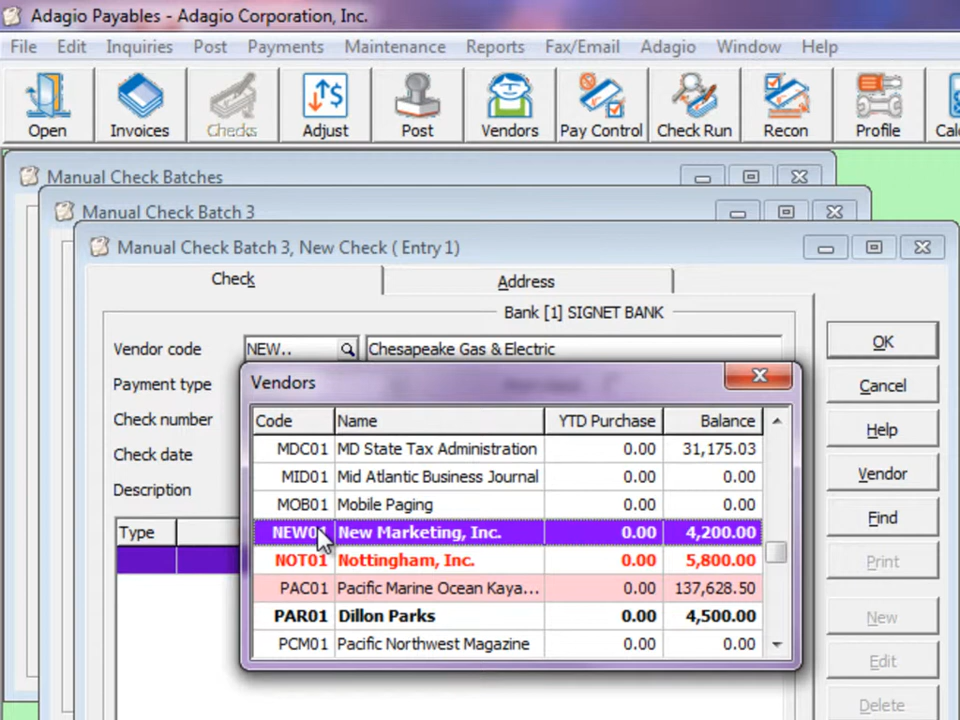 Adagio Payables - Adagio Corporation, Inc.
File Edit Inquiries Post Payments Maintenance Reports Fax/Email Adagio Window Help
Open Invoices Checks Adjust Post Vendors Pay Control Check Run Recon Profile
Manual Check Batches
Manual Check Batch 3
Manual Check Batch 3, New Check ( Entry 1)
Check Address
Bank [1] SIGNET BANK
Vendor code NEW.. Chesapeake Gas & Electric OK
Payment type Cancel
Check number Help
Check date Vendor
Description Find
Type Print
New
Edit
Delete
Vendors
Code Name YTD Purchase Balance
MDC01 MD State Tax Administration 0.00 31,175.03
MID01 Mid Atlantic Business Journal 0.00 0.00
MOB01 Mobile Paging 0.00 0.00
NEW01 New Marketing, Inc. 0.00 4,200.00
NOT01 Nottingham, Inc. 0.00 5,800.00
PAC01 Pacific Marine Ocean Kaya... 0.00 137,628.50
PAR01 Dillon Parks 0.00 4,500.00
PCM01 Pacific Northwest Magazine 0.00 0.00